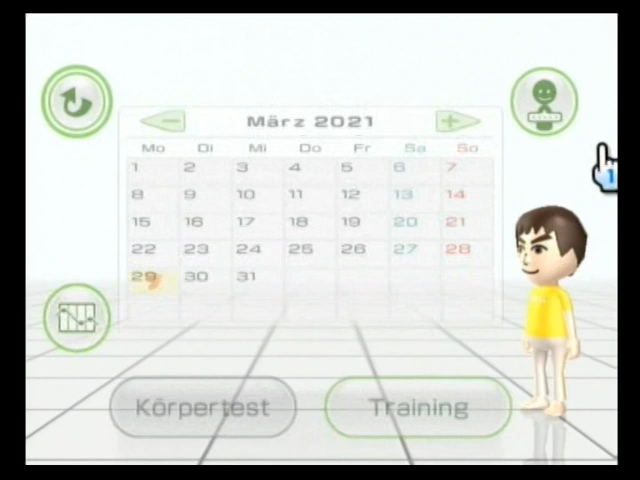 März 2021
Mo Di Mi Do Fr Sa So
1 2 3 4 5 6 7
8 9 10 11 12 13 14
15 16 17 18 19 20 21
22 23 24 25 26 27 28
29 30 31
1
Körpertest Training